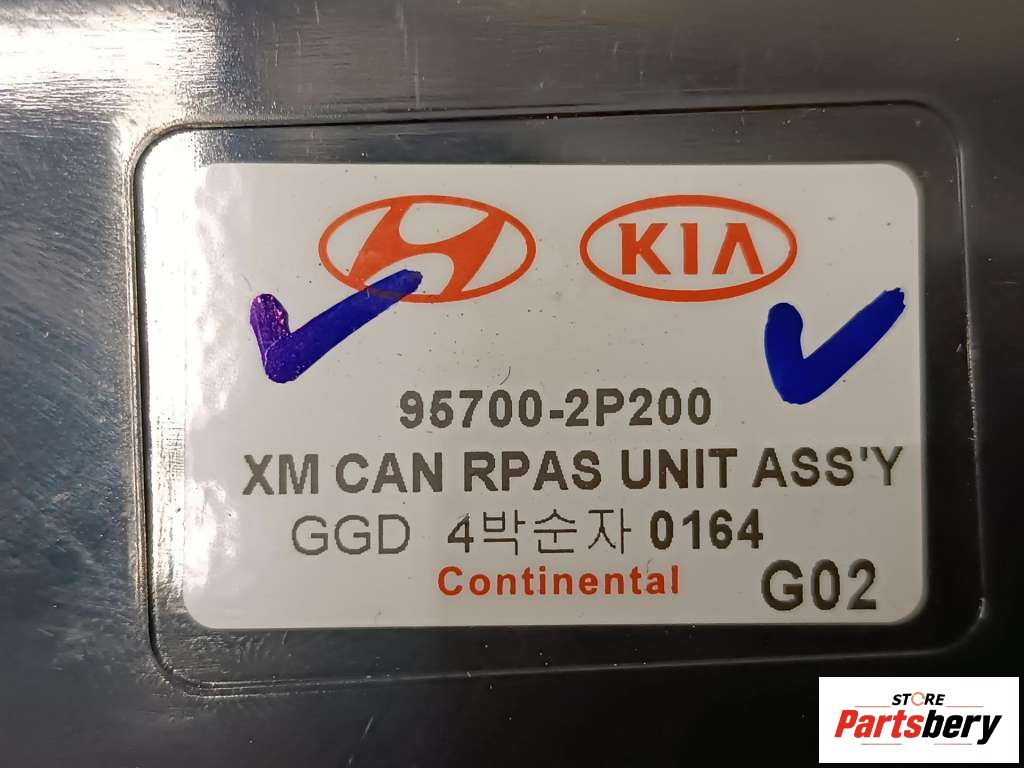 KIA
95700-2P200
XM CAN RPAS UNIT ASS'Y
GGD 4박순자 0164
Continental
G02
STORE
Partsbery